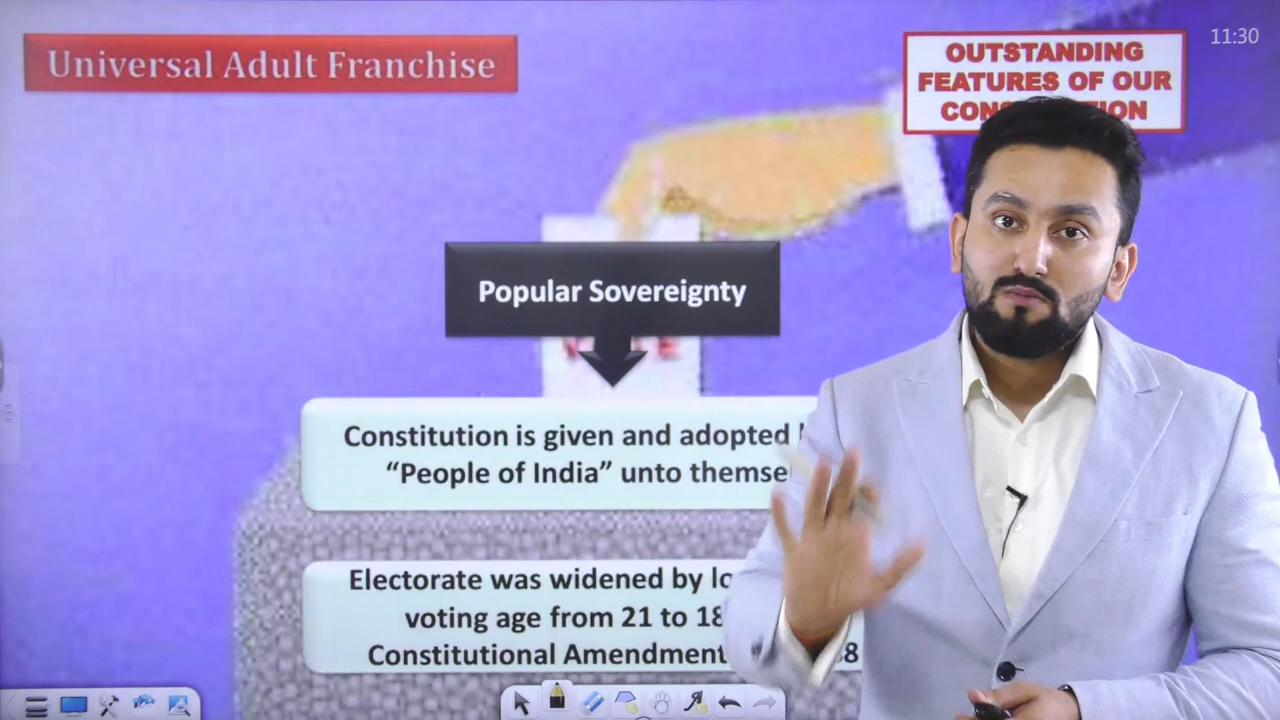 Universal Adult Franchise
11:30
OUTSTANDING
FEATURES OF OUR
Popular Sovereignty
Constitution is given and adopted
“People of India” unto
Electorate was widened by
voting age from 21 to 18
Constitutional Amendment